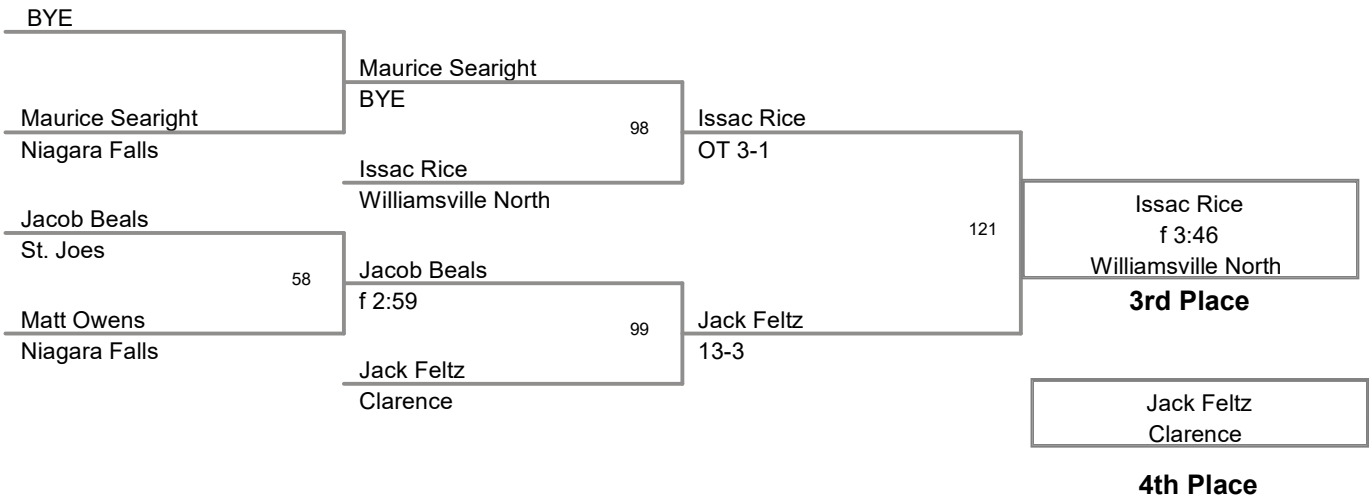 BYE
Maurice Searight
Niagara Falls
Jacob Beals
St. Joes
58
Matt Owens
Niagara Falls
Maurice Searight
BYE
98
Issac Rice
Williamsville North
Jacob Beals
f 2:59
99
Jack Feltz
Clarence
Issac Rice
OT 3-1
121
Jack Feltz
13-3
Issac Rice
f 3:46
Williamsville North
3rd Place
Jack Feltz
Clarence
4th Place